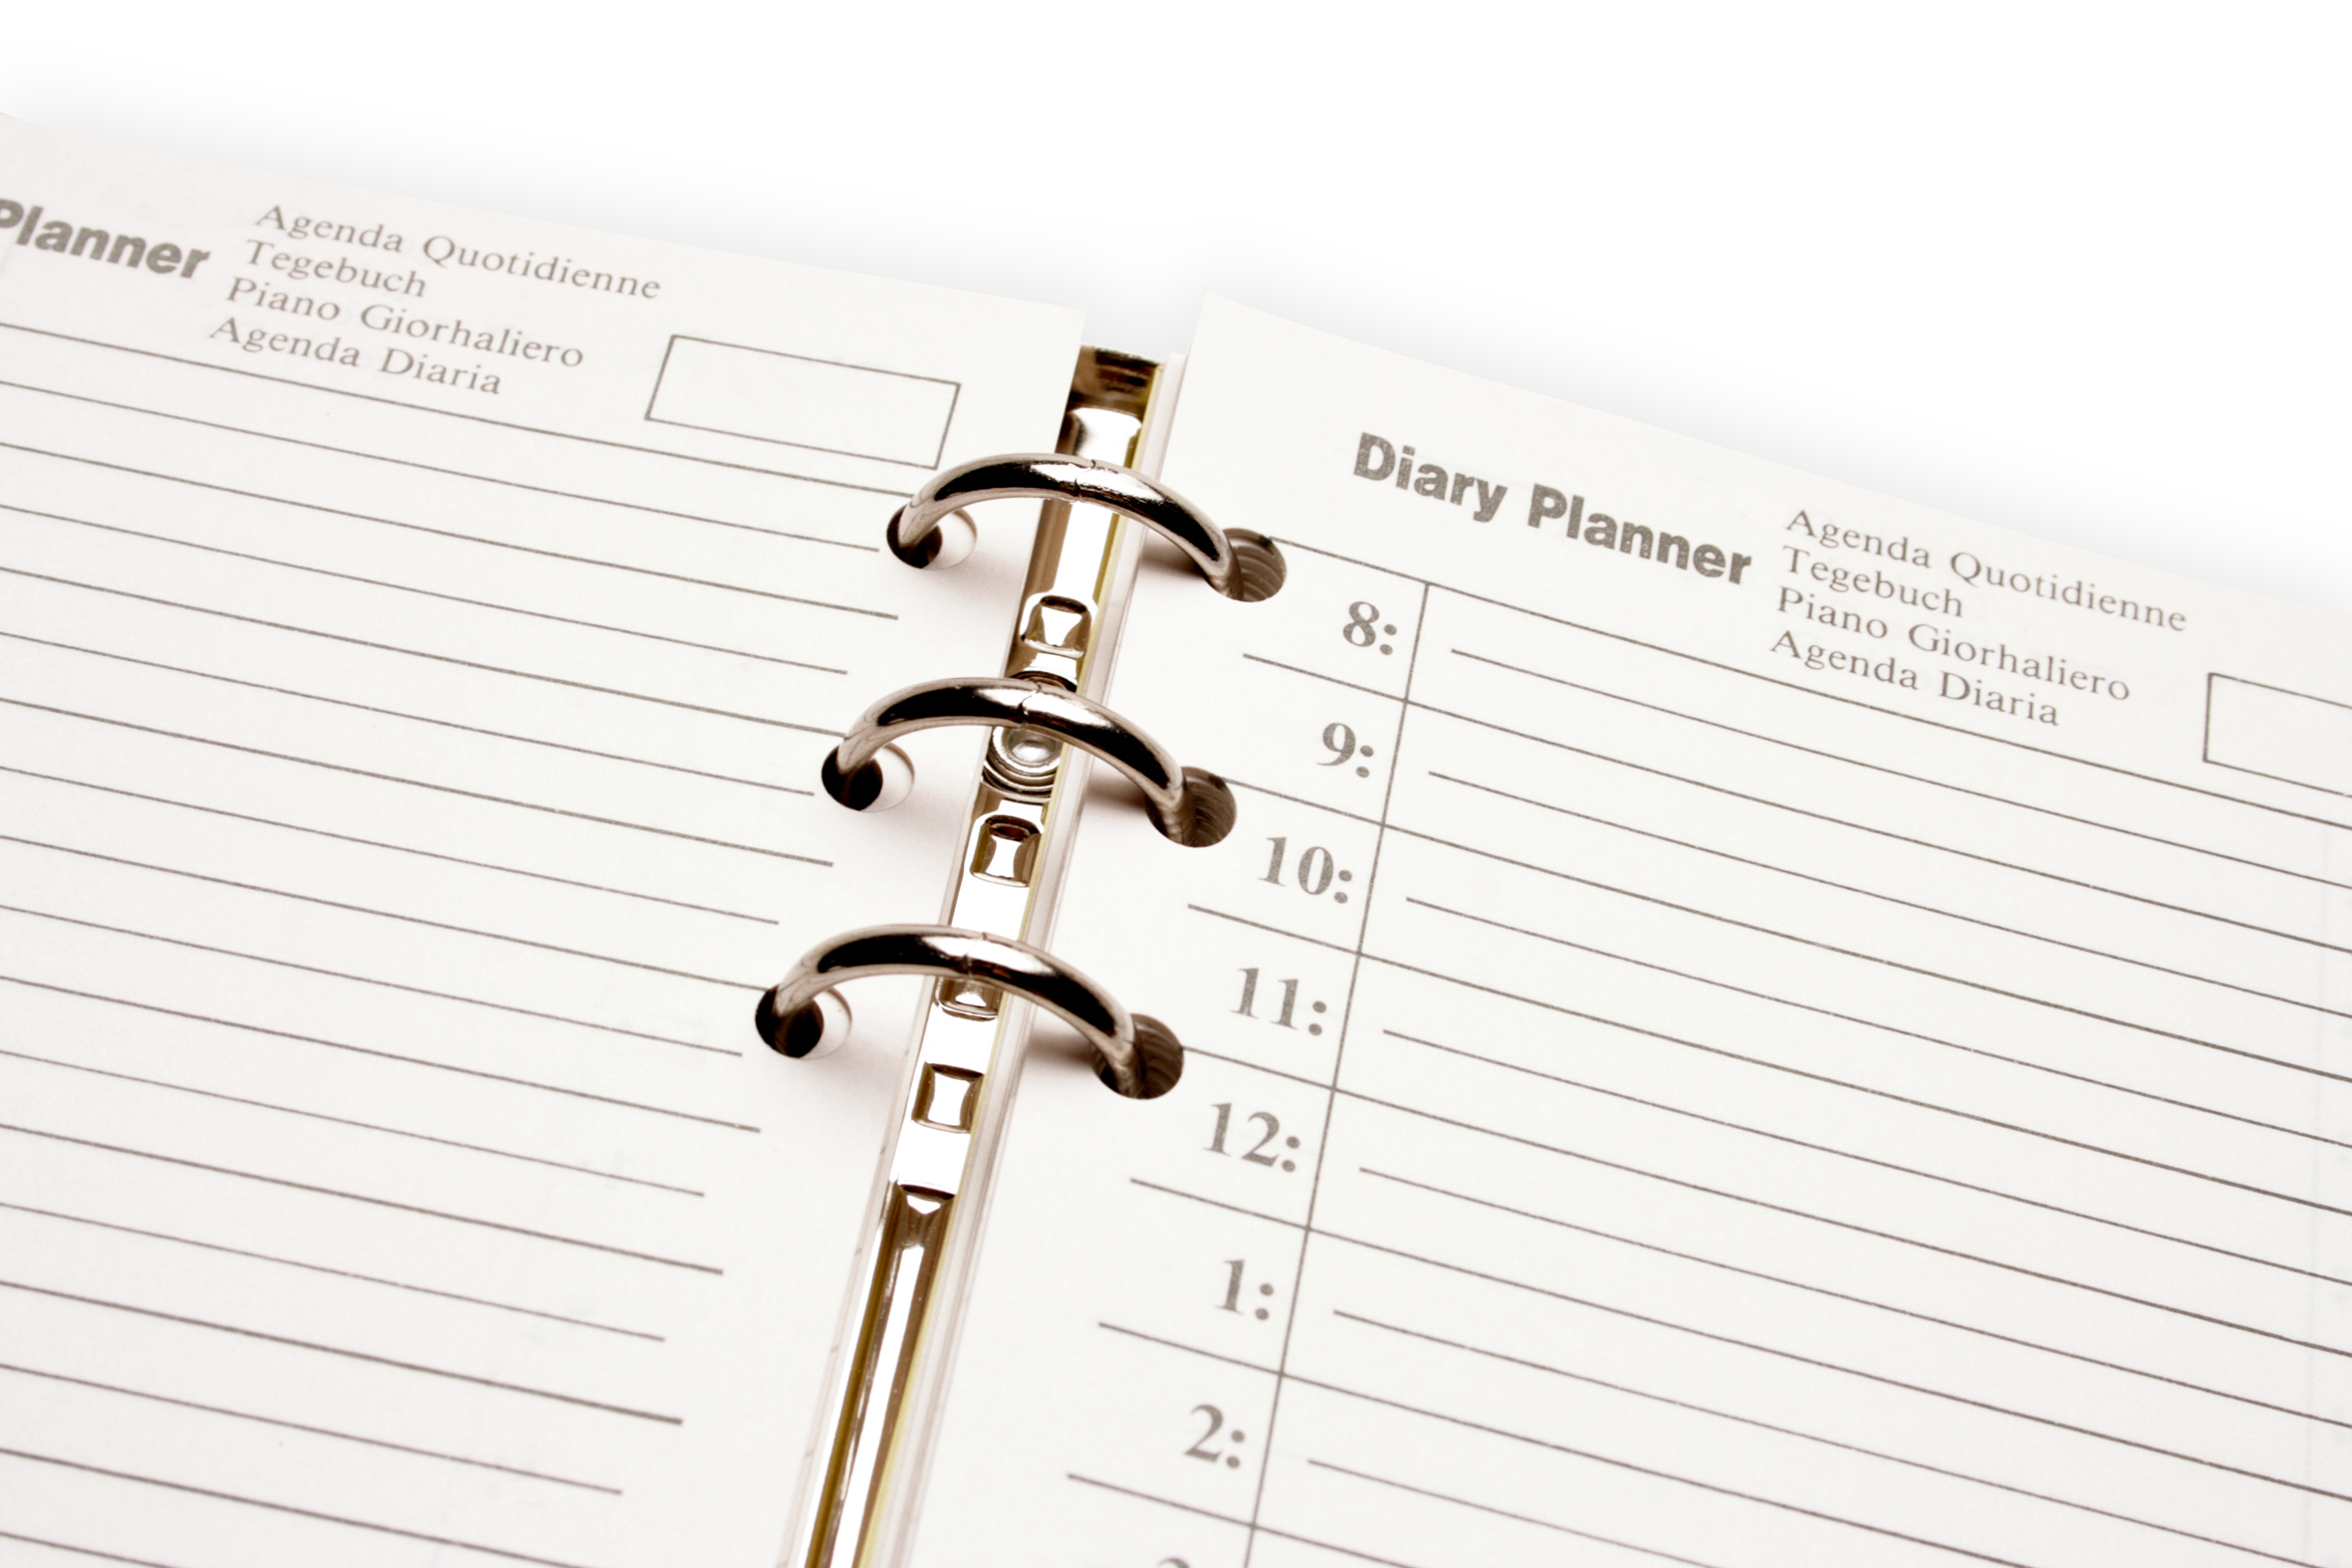 Planner
Agenda Quotidienne
Tegebuch
Piano Giorhaliero
Agenda Diaria
Diary Planner
Agenda Quotidienne
Tegebuch
Piano Giorhaliero
Agenda Diaria
8:
9:
10:
11:
12:
1:
2: